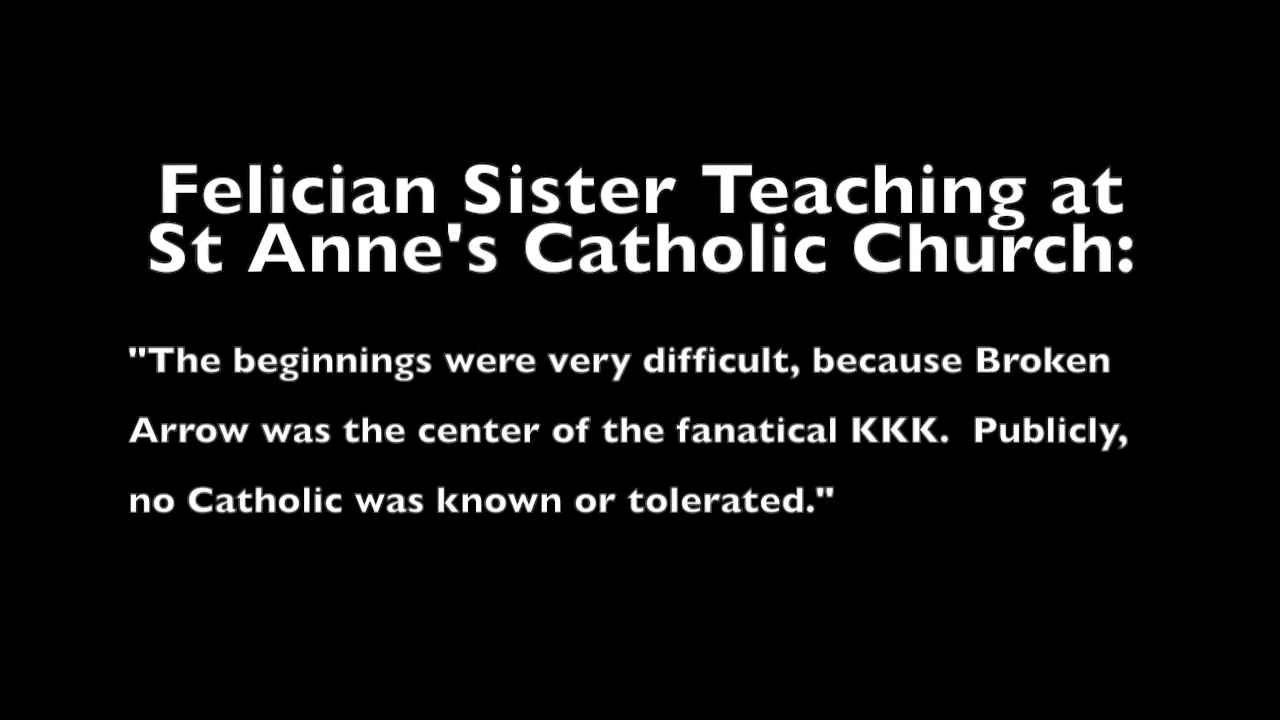 Felician Sister Teaching at
St Anne's Catholic Church:
"The beginnings were very difficult, because Broken
Arrow was the center of the fanatical KKK.  Publicly,
no Catholic was known or tolerated."